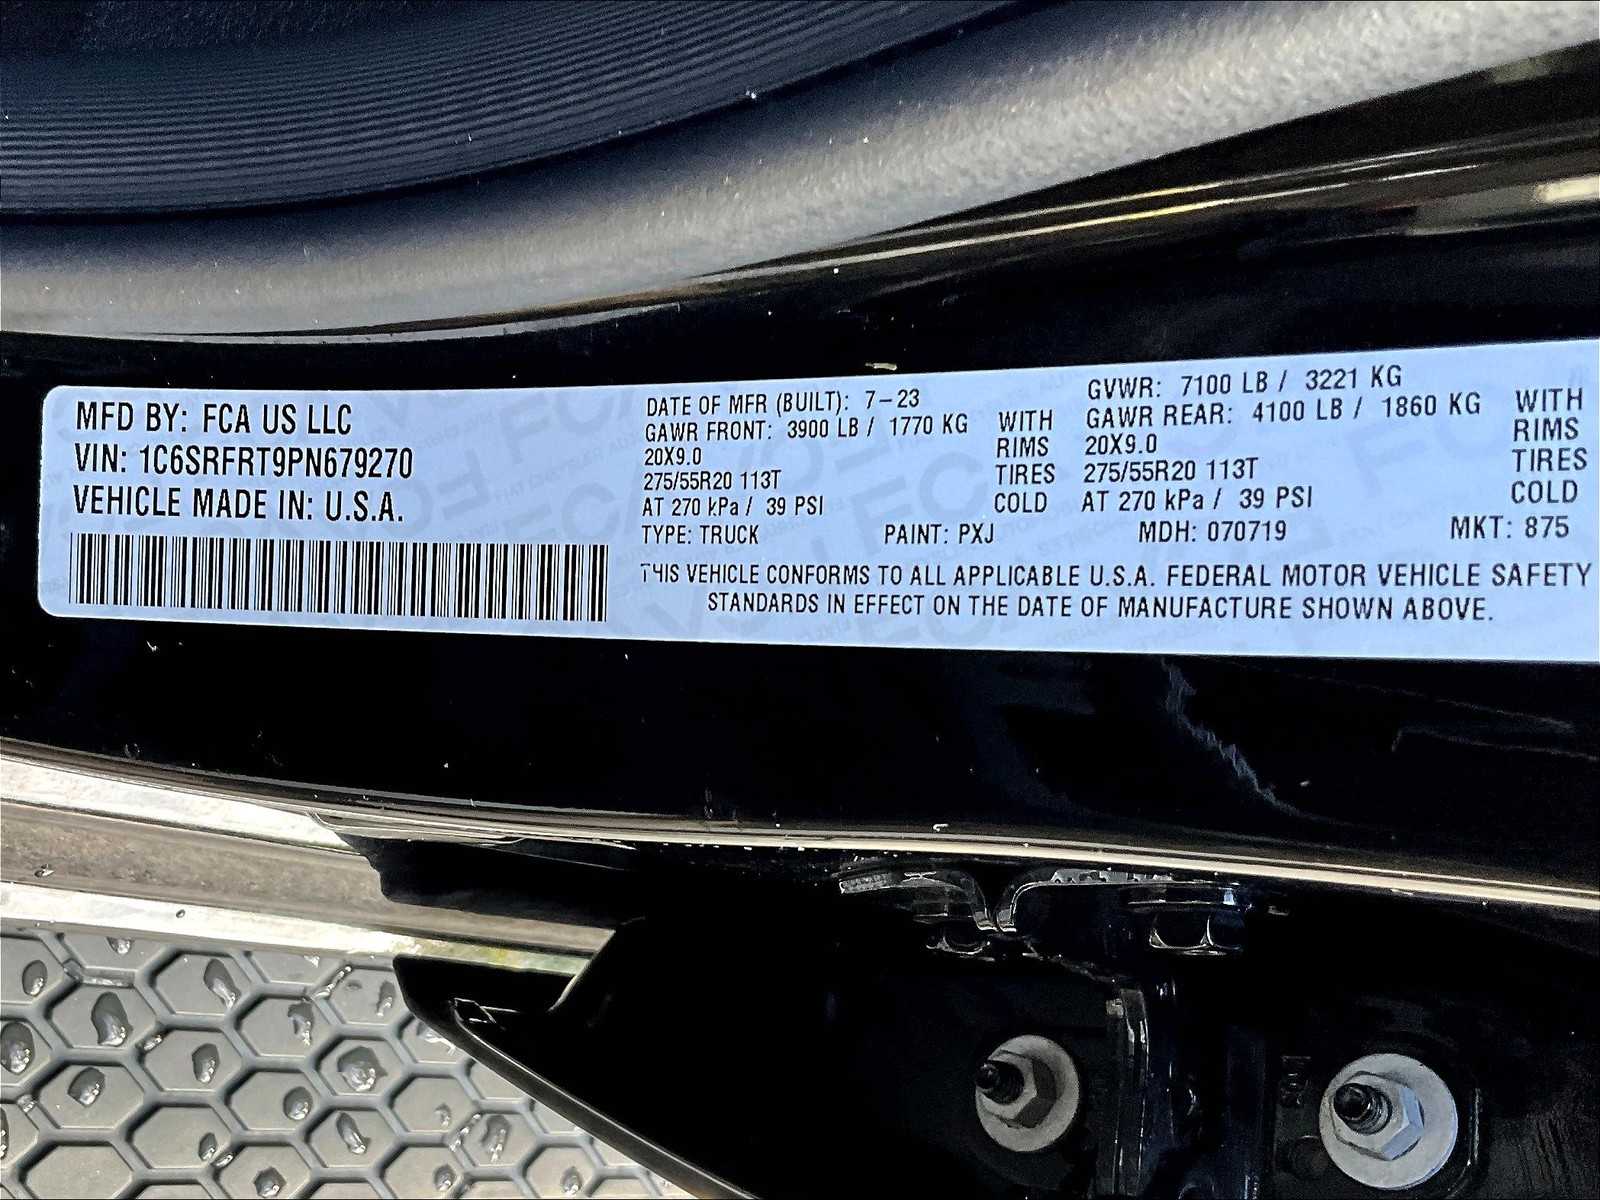 MFD BY: FCA US LLC
VIN: 1C6SRFRT9PN679270
VEHICLE MADE IN: U.S.A.
DATE OF MFR (BUILT): 7-23
GAWR FRONT: 3900 LB / 1770 KG WITH
20X9.0 RIMS
275/55R20 113T TIRES
AT 270 kPa / 39 PSI COLD
GVWR: 7100 LB / 3221 KG
GAWR REAR: 4100 LB / 1860 KG WITH
20X9.0 RIMS
275/55R20 113T TIRES
AT 270 kPa / 39 PSI COLD
TYPE: TRUCK PAINT: PXJ MDH: 070719 MKT: 875
THIS VEHICLE CONFORMS TO ALL APPLICABLE U.S.A. FEDERAL MOTOR VEHICLE SAFETY
STANDARDS IN EFFECT ON THE DATE OF MANUFACTURE SHOWN ABOVE.